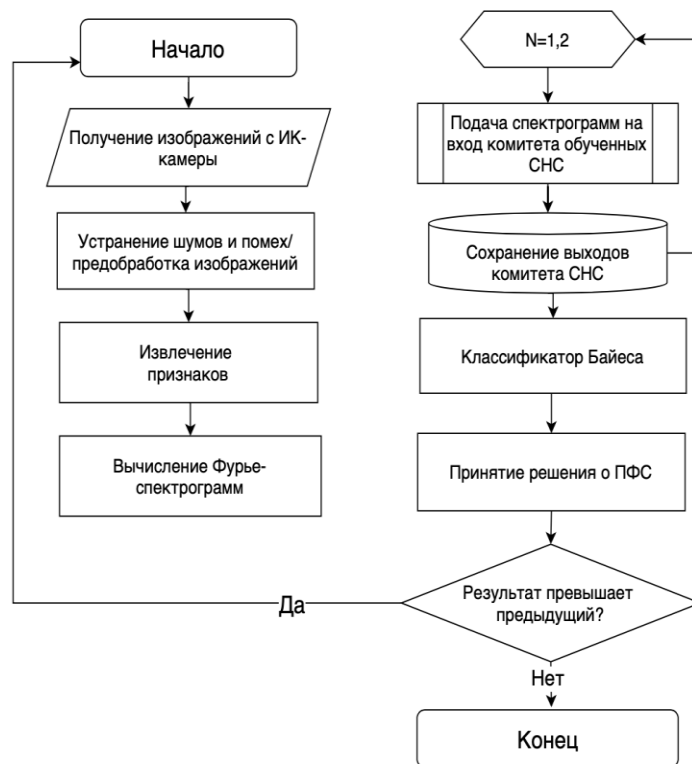 Начало
Получение изображений с ИК-
камеры
Устранение шумов и помех/
предобработка изображений
Извлечение
признаков
Вычисление Фурье-
спектрограмм
N=1,2
Подача спектрограмм на
вход комитета обученных
СНС
Сохранение выходов
комитета СНС
Классификатор Байеса
Принятие решения о ПФС
Результат превышает
предыдущий?
Да
Нет
Конец